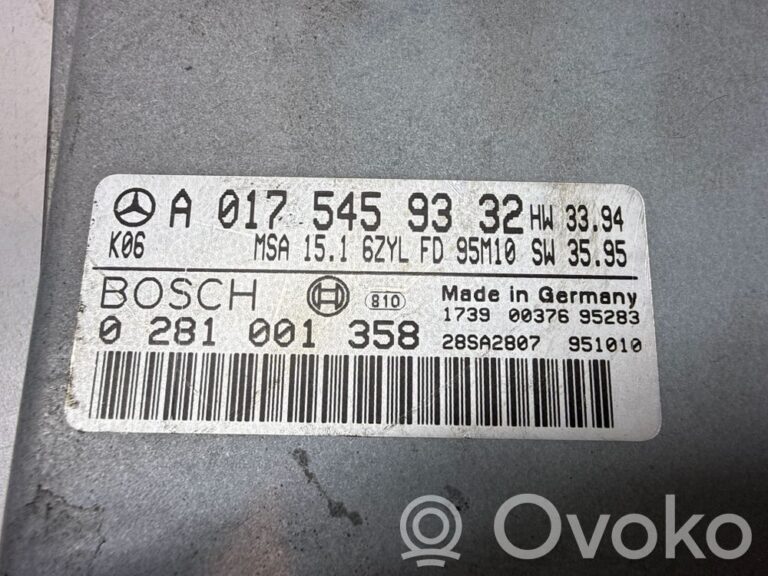 A 017 545 93 32 HW 33.94
K06 MSA 15.1 6ZYL FD 95M10 SW 35.95
BOSCH 810 Made in Germany
1739 00376 95283
0 281 001 358 28SA2807 951010
Ovoko